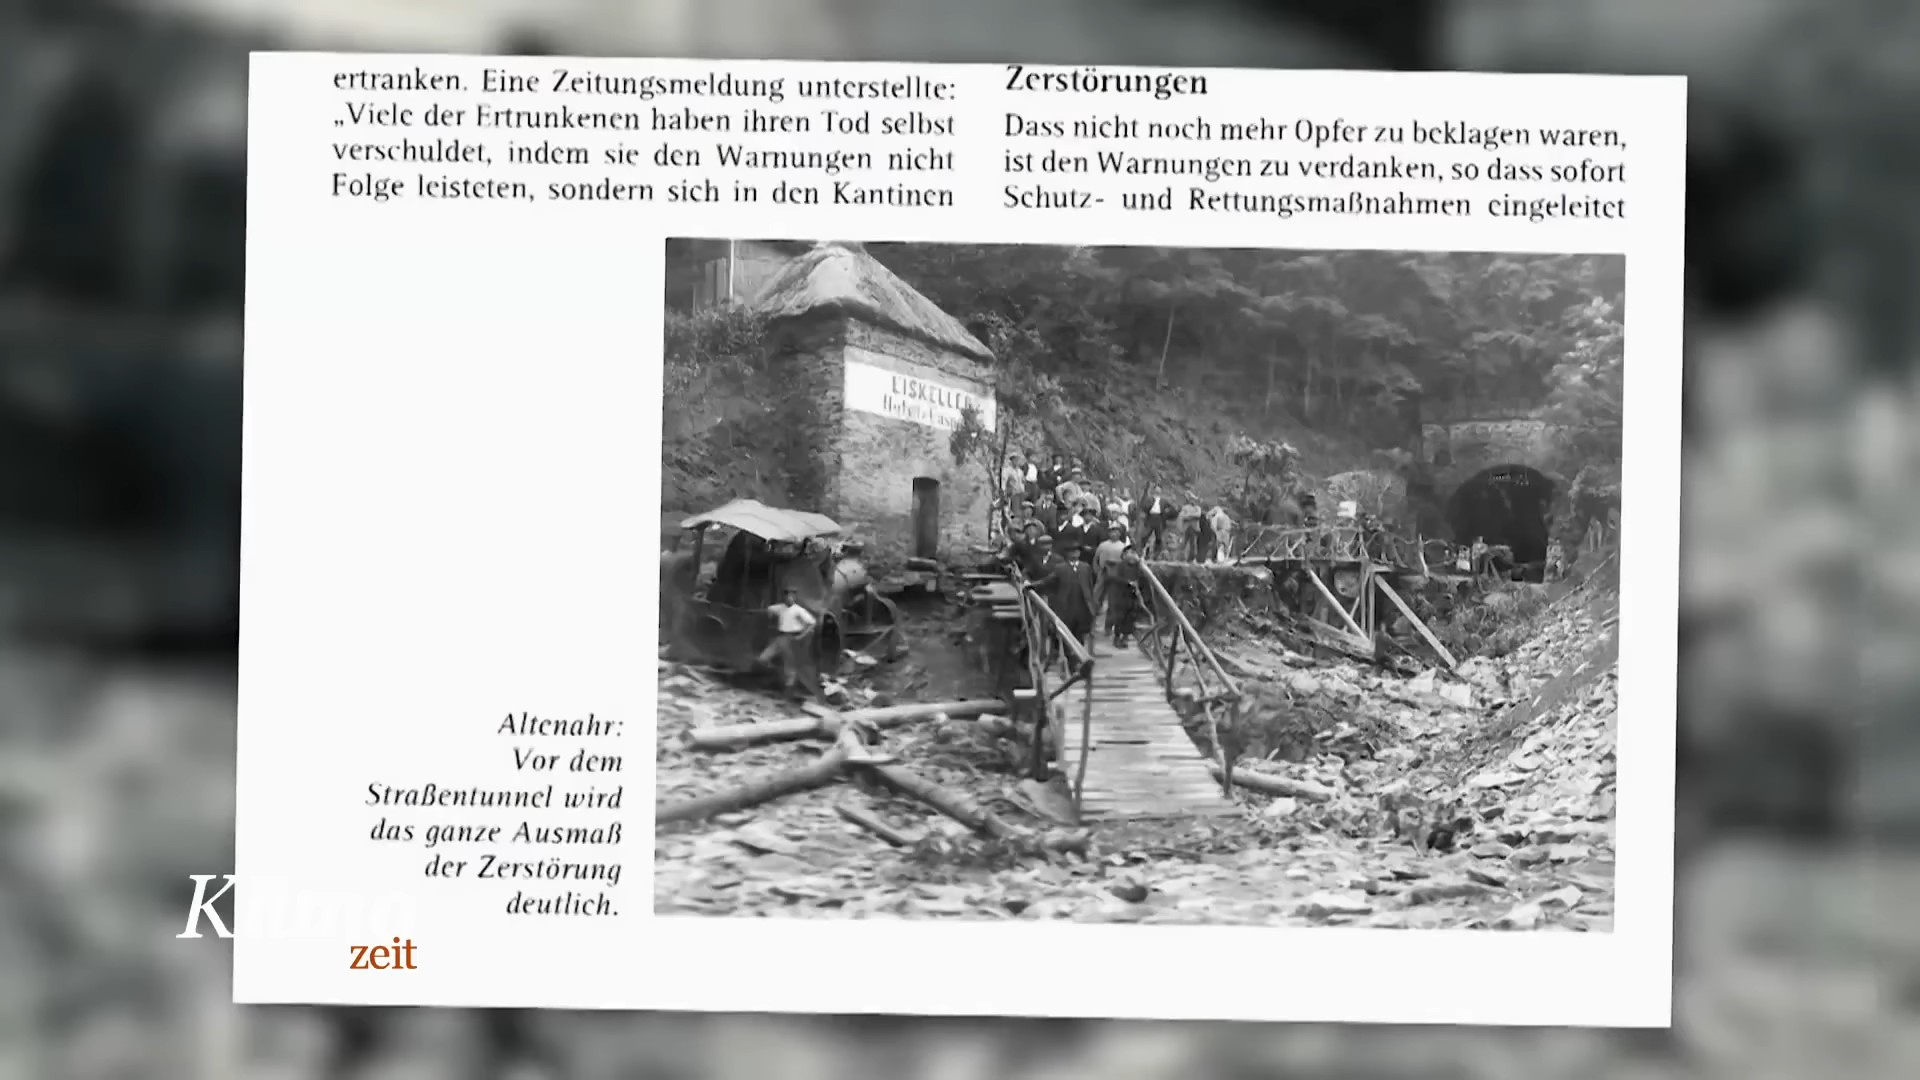 ertranken. Eine Zeitungsmeldung unterstellte:
„Viele der Ertrunkenen haben ihren Tod selbst
verschuldet, indem sie den Warnungen nicht
Folge leisteten, sondern sich in den Kantinen
Zerstörungen
Dass nicht noch mehr Opfer zu beklagen waren,
ist den Warnungen zu verdanken, so dass sofort
Schutz- und Rettungsmaßnahmen eingeleitet
EISKELLER
Altenahr:
Vor dem
Straßentunnel wird
das ganze Ausmaß
der Zerstörung
deutlich.
Klima
zeit